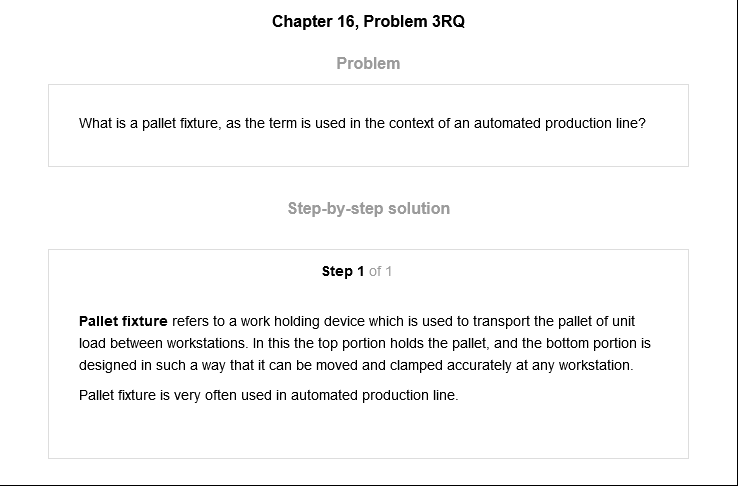 Chapter 16, Problem 3RQ
Problem
What is a pallet fixture, as the term is used in the context of an automated production line?
Step-by-step solution
Step 1 of 1
Pallet fixture refers to a work holding device which is used to transport the pallet of unit
load between workstations. In this the top portion holds the pallet, and the bottom portion is
designed in such a way that it can be moved and clamped accurately at any workstation.
Pallet fixture is very often used in automated production line.